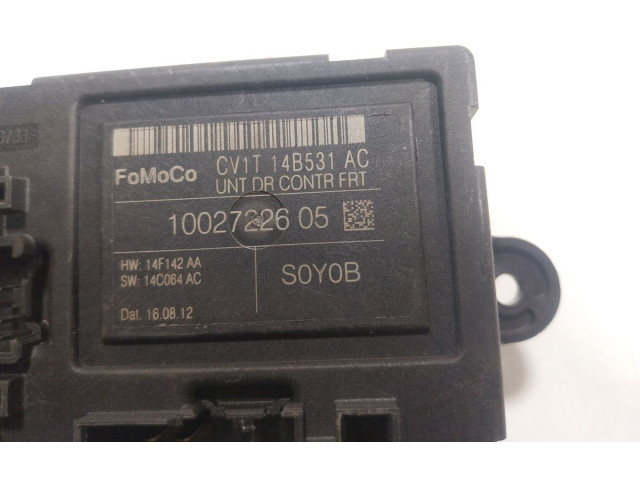 CV1T 14B531 AC
FoMoCo
UNT DR CONTR FRT
10027226 05
HW: 14F142 AA
SW: 14C064 AC
S0Y0B
Dat. 16.08.12